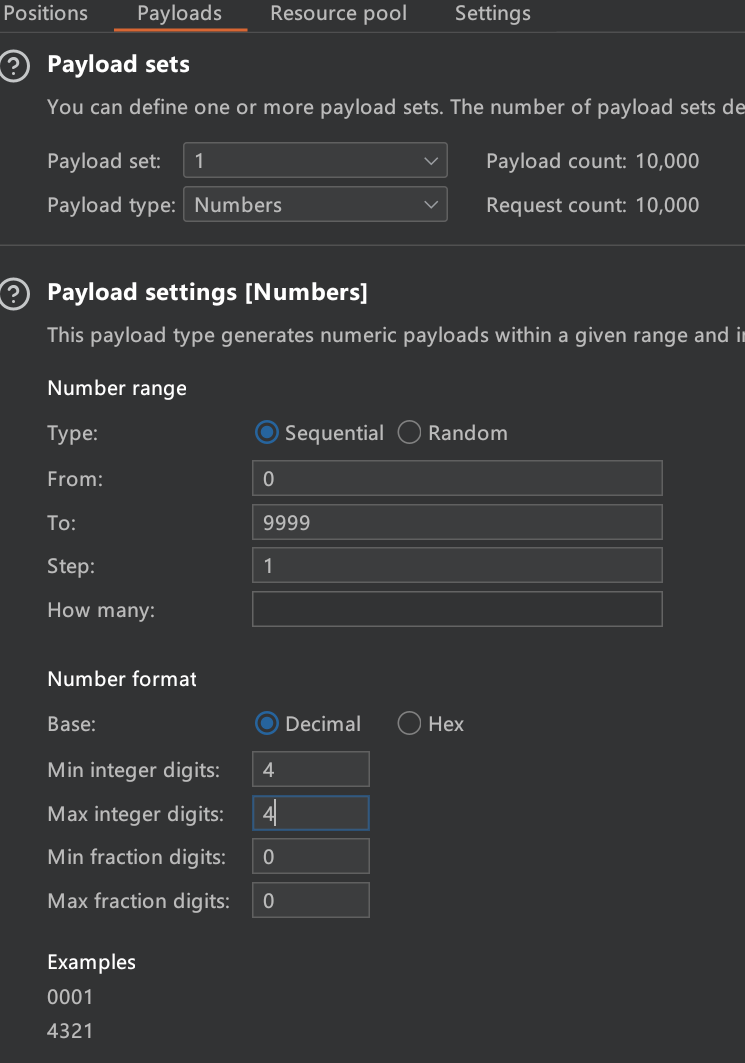 Positions Payloads Resource pool Settings
Payload sets
You can define one or more payload sets. The number of payload sets de
Payload set: 1 Payload count: 10,000
Payload type: Numbers Request count: 10,000
Payload settings [Numbers]
This payload type generates numeric payloads within a given range and in
Number range
Type: Sequential Random
From: 0
To: 9999
Step: 1
How many:
Number format
Base: Decimal Hex
Min integer digits: 4
Max integer digits: 4
Min fraction digits: 0
Max fraction digits: 0
Examples
0001
4321